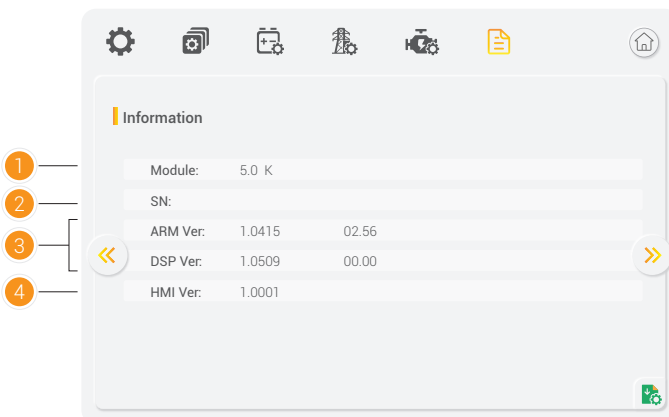 Information
1 Module: 5.0 K
2 SN:
3 ARM Ver: 1.0415 02.56
DSP Ver: 1.0509 00.00
4 HMI Ver: 1.0001